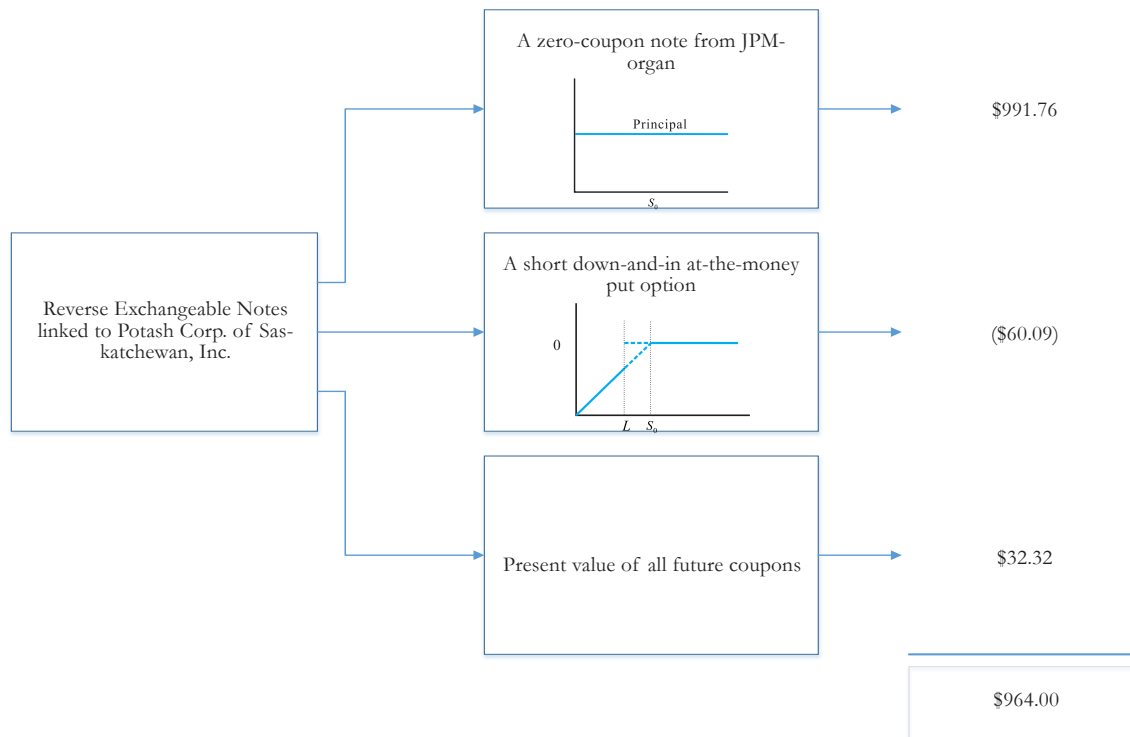 A zero-coupon note from JPM-
organ
Principal
S₀
$991.76
Reverse Exchangeable Notes
linked to Potash Corp. of Sas-
katchewan, Inc.
A short down-and-in at-the-money
put option
0
L S₀
($60.09)
Present value of all future coupons
$32.32
$964.00